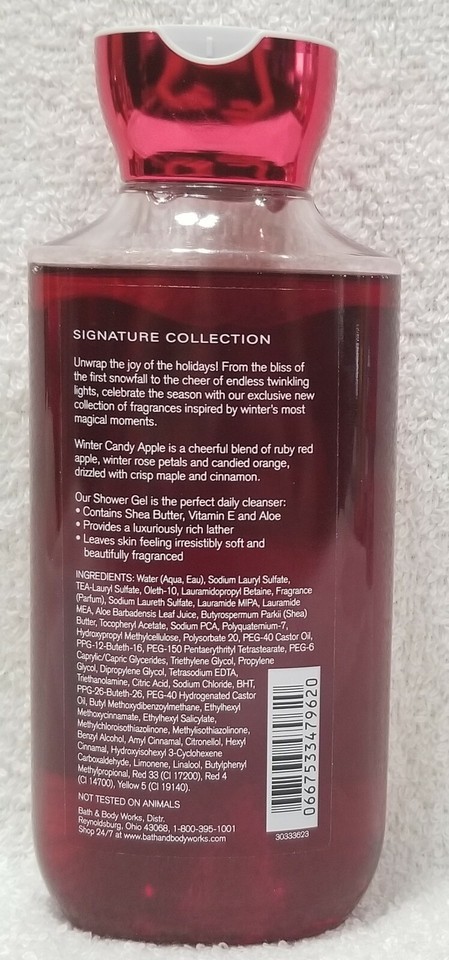 SIGNATURE COLLECTION
Unwrap the joy of the holidays! From the bliss of
the first snowfall to the cheer of endless twinkling
lights, celebrate the season with our exclusive new
collection of fragrances inspired by winter's most
magical moments.
Winter Candy Apple is a cheerful blend of ruby red
apple, winter rose petals and candied orange,
drizzled with crisp maple and cinnamon.
Our Shower Gel is the perfect daily cleanser:
• Contains Shea Butter, Vitamin E and Aloe
• Provides a luxuriously rich lather
• Leaves skin feeling irresistibly soft and
beautifully fragranced
INGREDIENTS: Water (Aqua, Eau), Sodium Lauryl Sulfate,
TEA-Lauryl Sulfate, Oleth-10, Lauramidopropyl Betaine, Fragrance
(Parfum), Sodium Laureth Sulfate, Lauramide MIPA, Lauramide
MEA, Aloe Barbadensis Leaf Juice, Butyrospermum Parkii (Shea)
Butter, Tocopheryl Acetate, Sodium PCA, Polyquaternium-7,
Hydroxypropyl Methylcellulose, Polysorbate 20, PEG-40 Castor Oil,
PPG-12-Buteth-16, PEG-150 Pentaerythrityl Tetrastearate, PEG-6
Caprylic/Capric Glycerides, Triethylene Glycol, Propylene
Glycol, Dipropylene Glycol, Tetrasodium EDTA,
Triethanolamine, Citric Acid, Sodium Chloride, BHT,
PPG-26-Buteth-26, PEG-40 Hydrogenated Castor
Oil, Butyl Methoxydibenzoylmethane, Ethylhexyl
Methoxycinnamate, Ethylhexyl Salicylate,
Methylchloroisothiazolinone, Methylisothiazolinone,
Benzyl Alcohol, Amyl Cinnamal, Citronellol, Hexyl
Cinnamal, Hydroxyisohexyl 3-Cyclohexene
Carboxaldehyde, Limonene, Linalool, Butylphenyl
Methylpropional, Red 33 (CI 17200), Red 4
(CI 14700), Yellow 5 (CI 19140).
NOT TESTED ON ANIMALS
Bath & Body Works, Distr.
Reynoldsburg, Ohio 43068, 1-800-395-1001
Shop 24/7 at www.bathandbodyworks.com
0667533479620
30333623